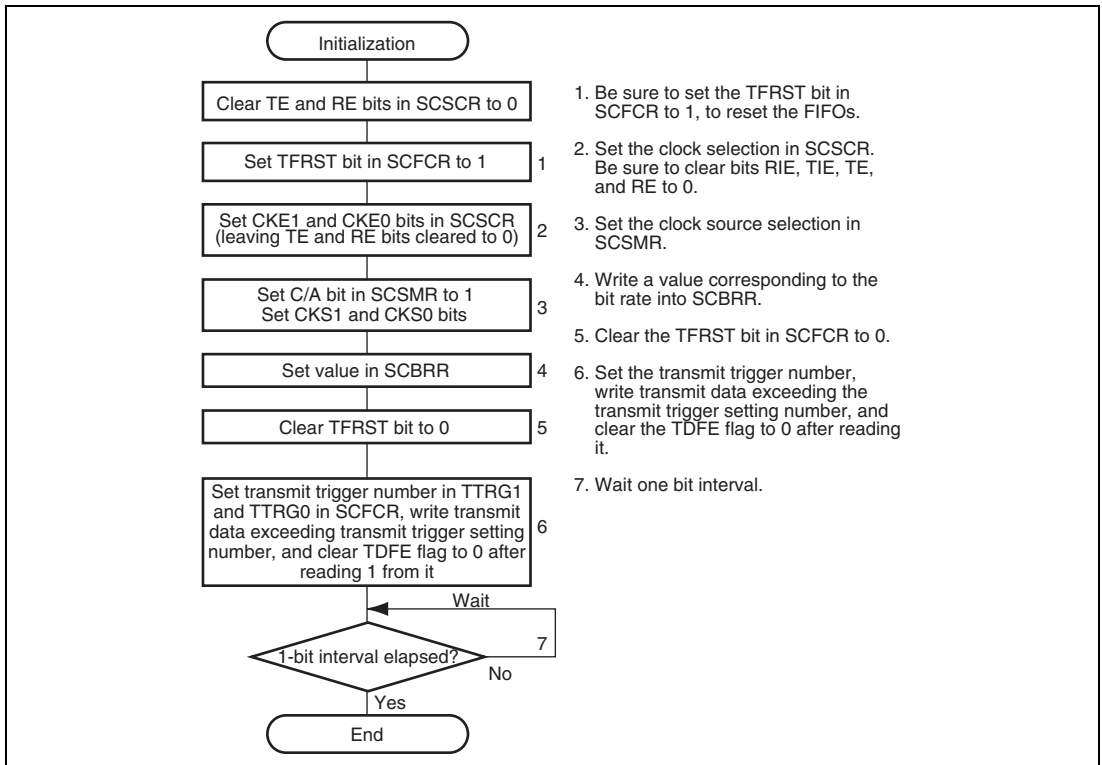 Initialization
Clear TE and RE bits in SCSCR to 0
Set TFRST bit in SCFCR to 1
1
Set CKE1 and CKE0 bits in SCSCR
(leaving TE and RE bits cleared to 0)
2
Set C/A bit in SCSMR to 1
Set CKS1 and CKS0 bits
3
Set value in SCBRR
4
Clear TFRST bit to 0
5
Set transmit trigger number in TTRG1
and TTRG0 in SCFCR, write transmit
data exceeding transmit trigger setting
number, and clear TDFE flag to 0 after
reading 1 from it
6
Wait
1-bit interval elapsed?
7
No
Yes
End
1. Be sure to set the TFRST bit in
SCFCR to 1, to reset the FIFOs.
2. Set the clock selection in SCSCR.
Be sure to clear bits RIE, TIE, TE,
and RE to 0.
3. Set the clock source selection in
SCSMR.
4. Write a value corresponding to the
bit rate into SCBRR.
5. Clear the TFRST bit in SCFCR to 0.
6. Set the transmit trigger number,
write transmit data exceeding the
transmit trigger setting number, and
clear the TDFE flag to 0 after reading
it.
7. Wait one bit interval.